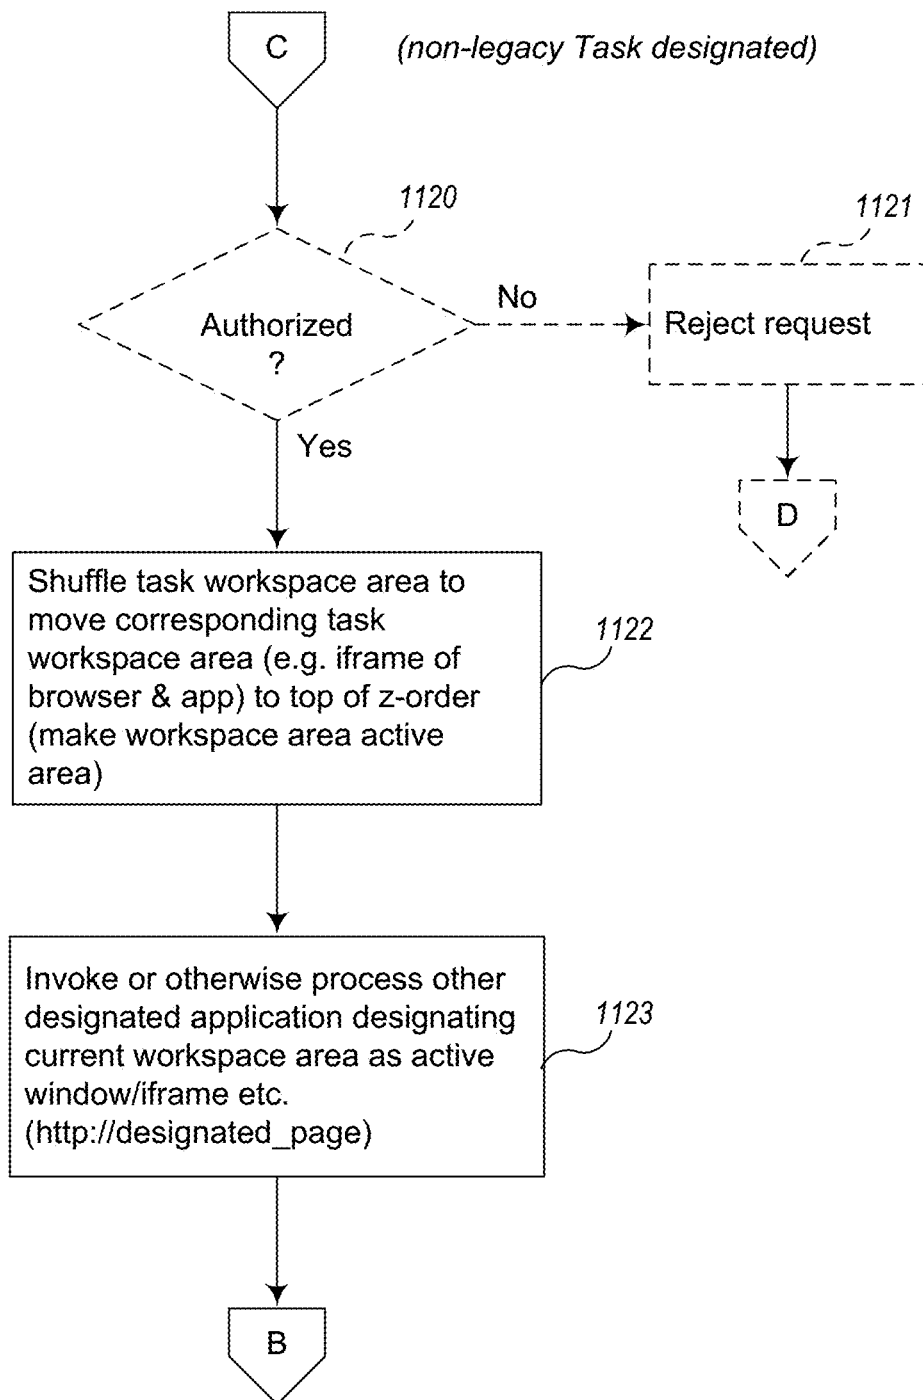 C
(non-legacy Task designated)
1120
1121
Authorized
?
No
Reject request
Yes
D
Shuffle task workspace area to
move corresponding task
workspace area (e.g. iframe of
browser & app) to top of z-order
(make workspace area active
area)
1122
Invoke or otherwise process other
designated application designating
current workspace area as active
window/iframe etc.
(http://designated_page)
1123
B